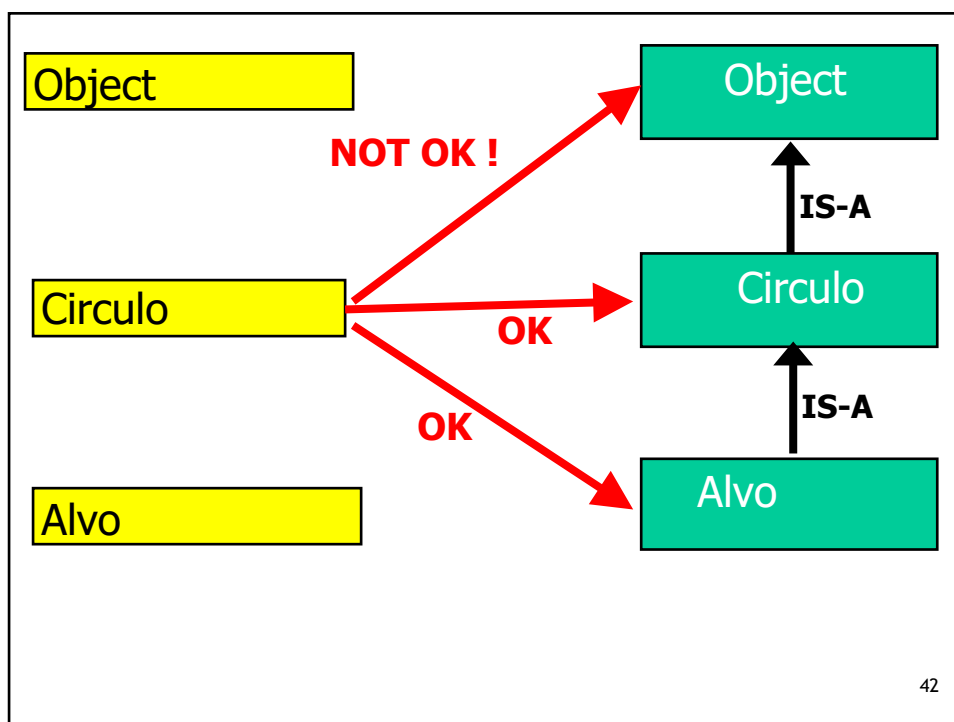 Object
Object
NOT OK !
IS-A
Circulo
Circulo
OK
IS-A
OK
Alvo
Alvo
42